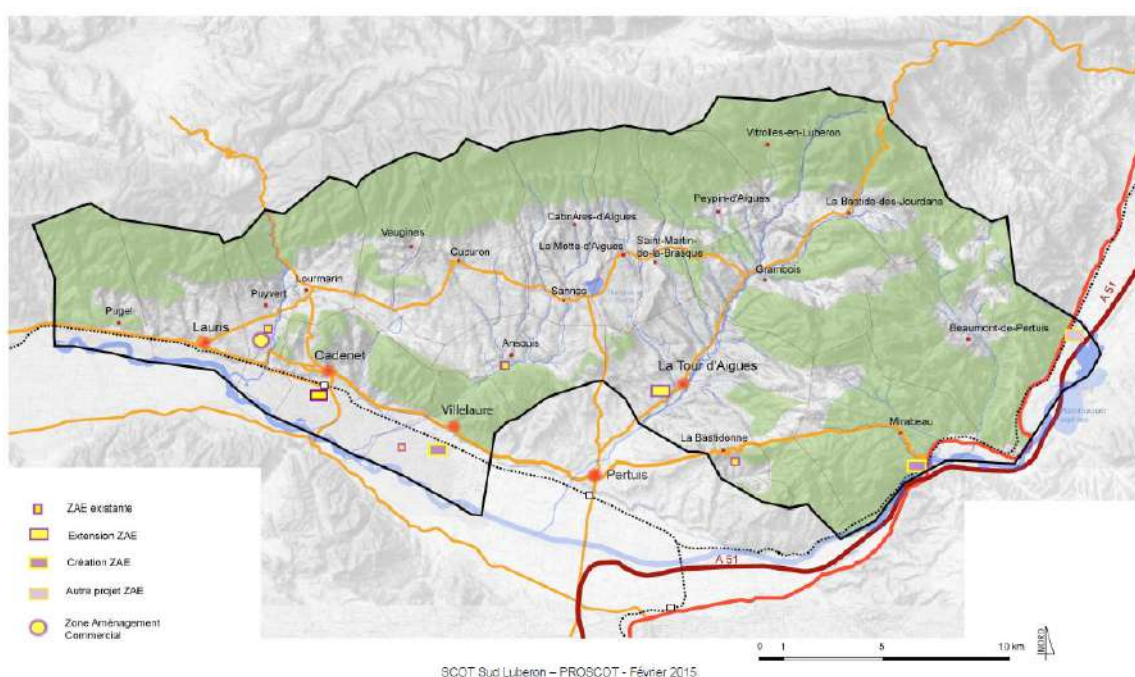 Vitrolles-en-Luberon
Peypin-d'Aigues
La Bastide-des-Jourdans
Cabrières-d'Aigues
Vaugines
La Motte-d'Aigues
Saint-Martin-
de-la-Brasque
Cucuron
Grambois
Lourmarin
Sannes
Puyvert
Puget
A 51
Lauris
Beaumont-de-Pertuis
Ansouis
Cadenet
La Tour d'Aigues
Villelaure
Mirabeau
La Bastidonne
Pertuis
A 51
ZAE existante
Extension ZAE
Création ZAE
Autre projet ZAE
Zone Aménagement
Commercial
0 1 5 10 km
NORD
SCOT Sud Luberon – PROSCOT - Février 2015